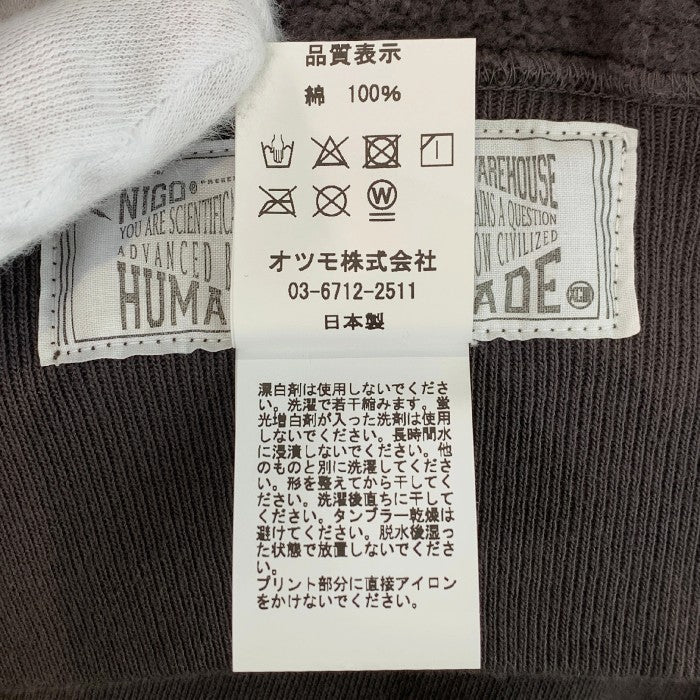 品質表示
綿 100%
W
オツモ株式会社
03-6712-2511
日本製
漂白剤は使用しないでくださ
い。洗濯で若干縮みます。蛍
光増白剤が入った洗剤は使用
しないでください。長時間水
に浸漬しないでください。他
のものと別に洗濯してくださ
い。形を整えてから干してく
ださい。洗濯後直ちに干して
ください。タンブラー乾燥は
避けてください。脱水後湿っ
た状態で放置しないでくださ
い。
プリント部分に直接アイロン
をかけないでください。
NIGO®
YOU ARE SCIENTIFIC
ADVANCED B
HUMA
AREHOUSE
AINS A QUESTION
OW CIVILIZED
ADE